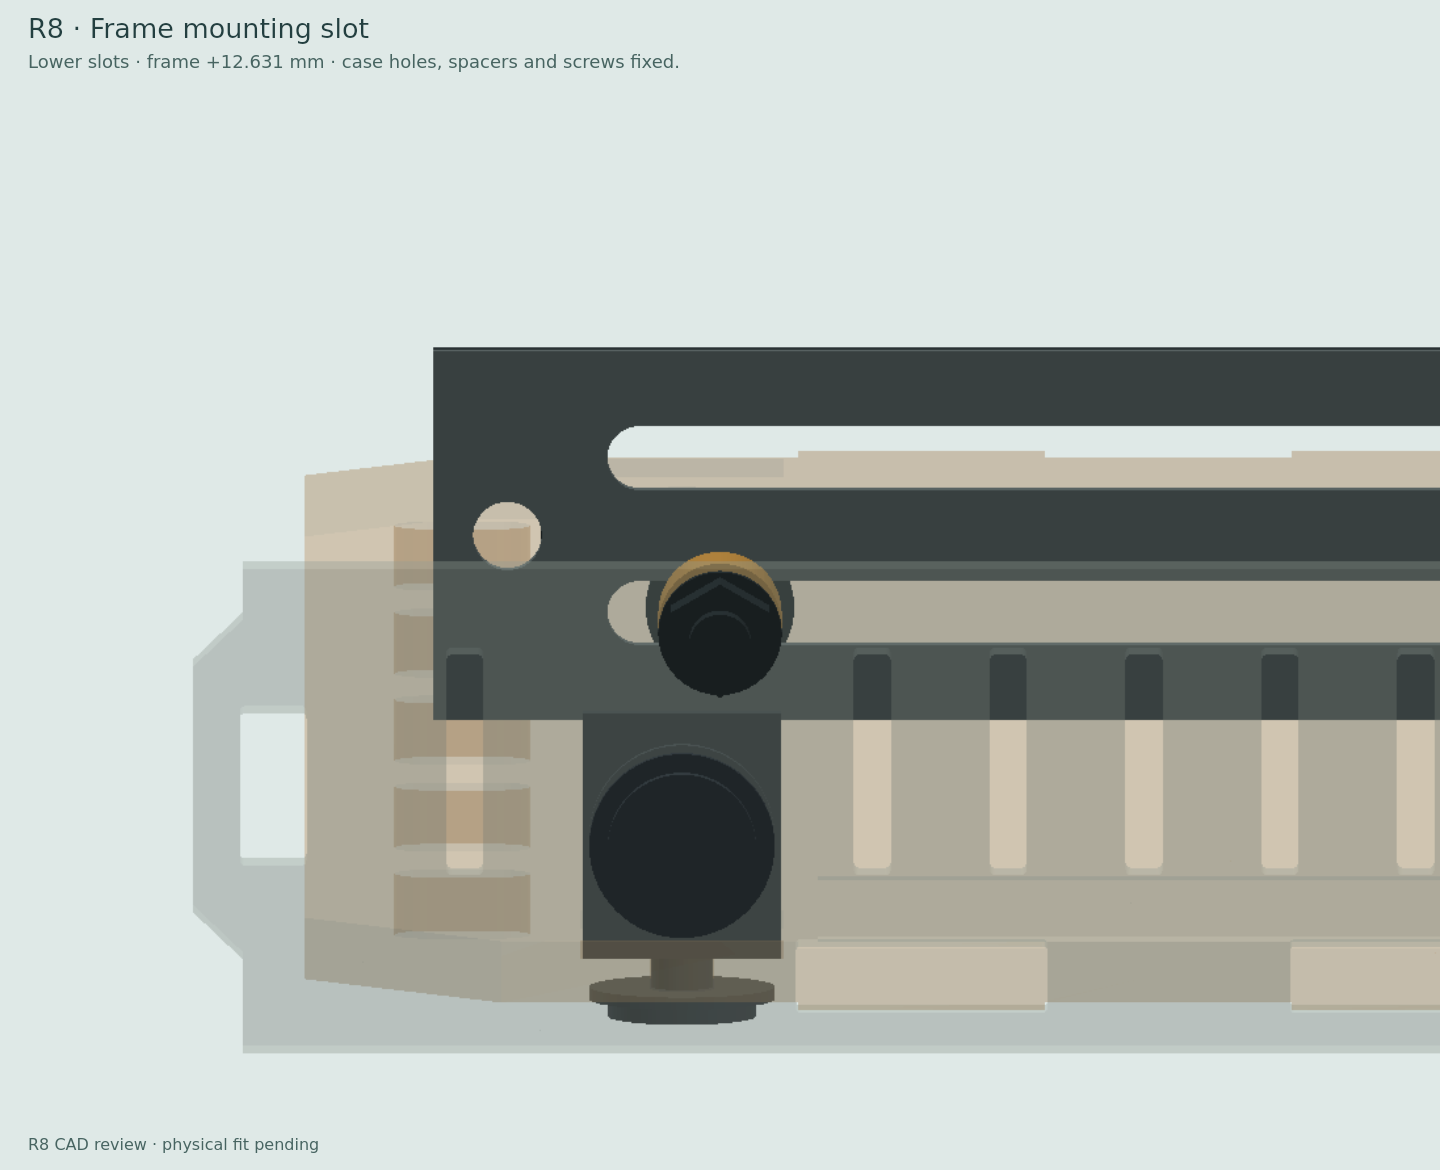 R8 · Frame mounting slot
Lower slots · frame +12.631 mm · case holes, spacers and screws fixed.
R8 CAD review · physical fit pending